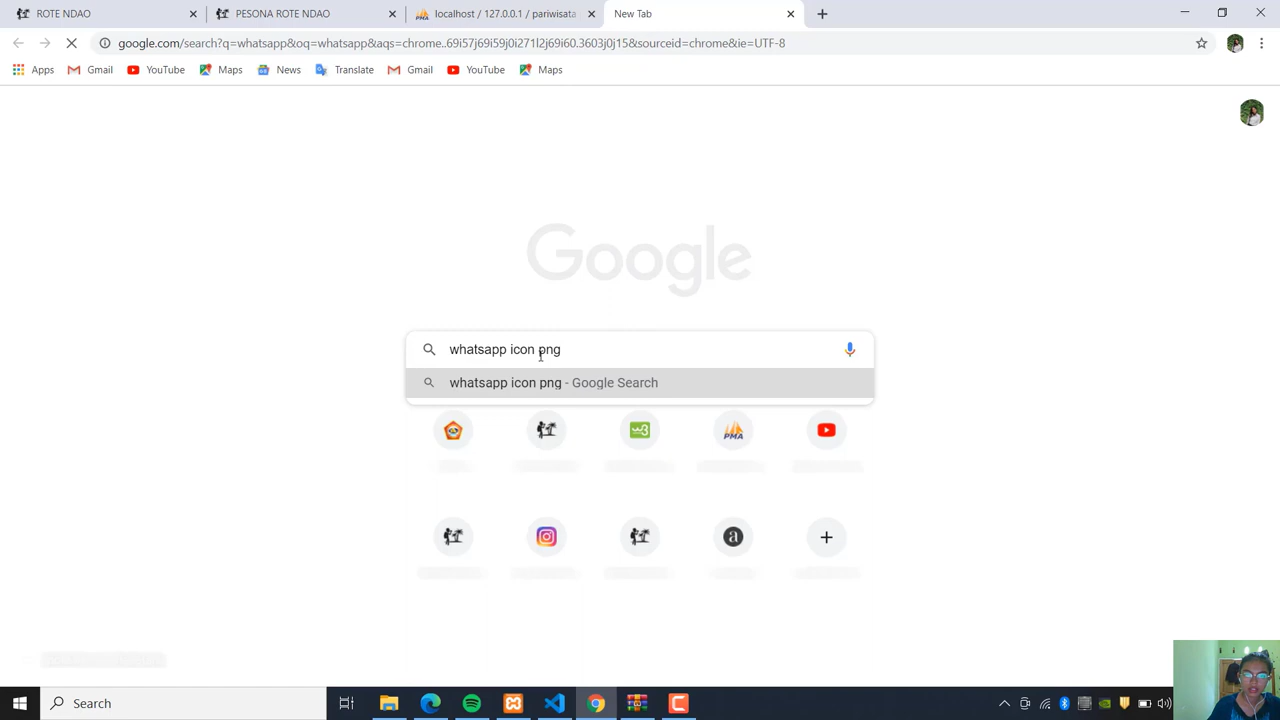 ROTE NDAO
PESONA ROTE NDAO
localhost / 127.0.0.1 / pariwisata
New Tab
google.com/search?q=whatsapp&oq=whatsapp&aqs=chrome..69i57j69i59j0i271l2j69i60.3603j0j15&sourceid=chrome&ie=UTF-8
Apps Gmail YouTube Maps News Translate Gmail YouTube Maps
Google
whatsapp icon png
whatsapp icon png - Google Search
W3
PMA
a
Search